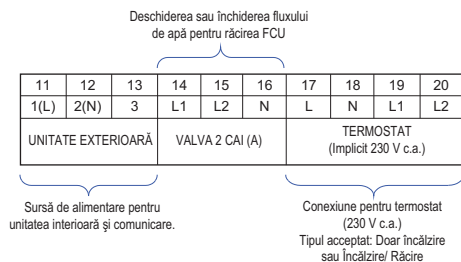 Deschiderea sau închiderea fluxului
de apă pentru răcirea FCU
11 12 13 14 15 16 17 18 19 20
1(L) 2(N) 3 L1 L2 N L N L1 L2
UNITATE EXTERIOARĂ VALVA 2 CAI (A) TERMOSTAT
(Implicit 230 V c.a.)
Sursă de alimentare pentru
unitatea interioară şi comunicare.
Conexiune pentru termostat
(230 V c.a.)
Tipul acceptat: Doar încălzire
sau Încălzire/ Răcire